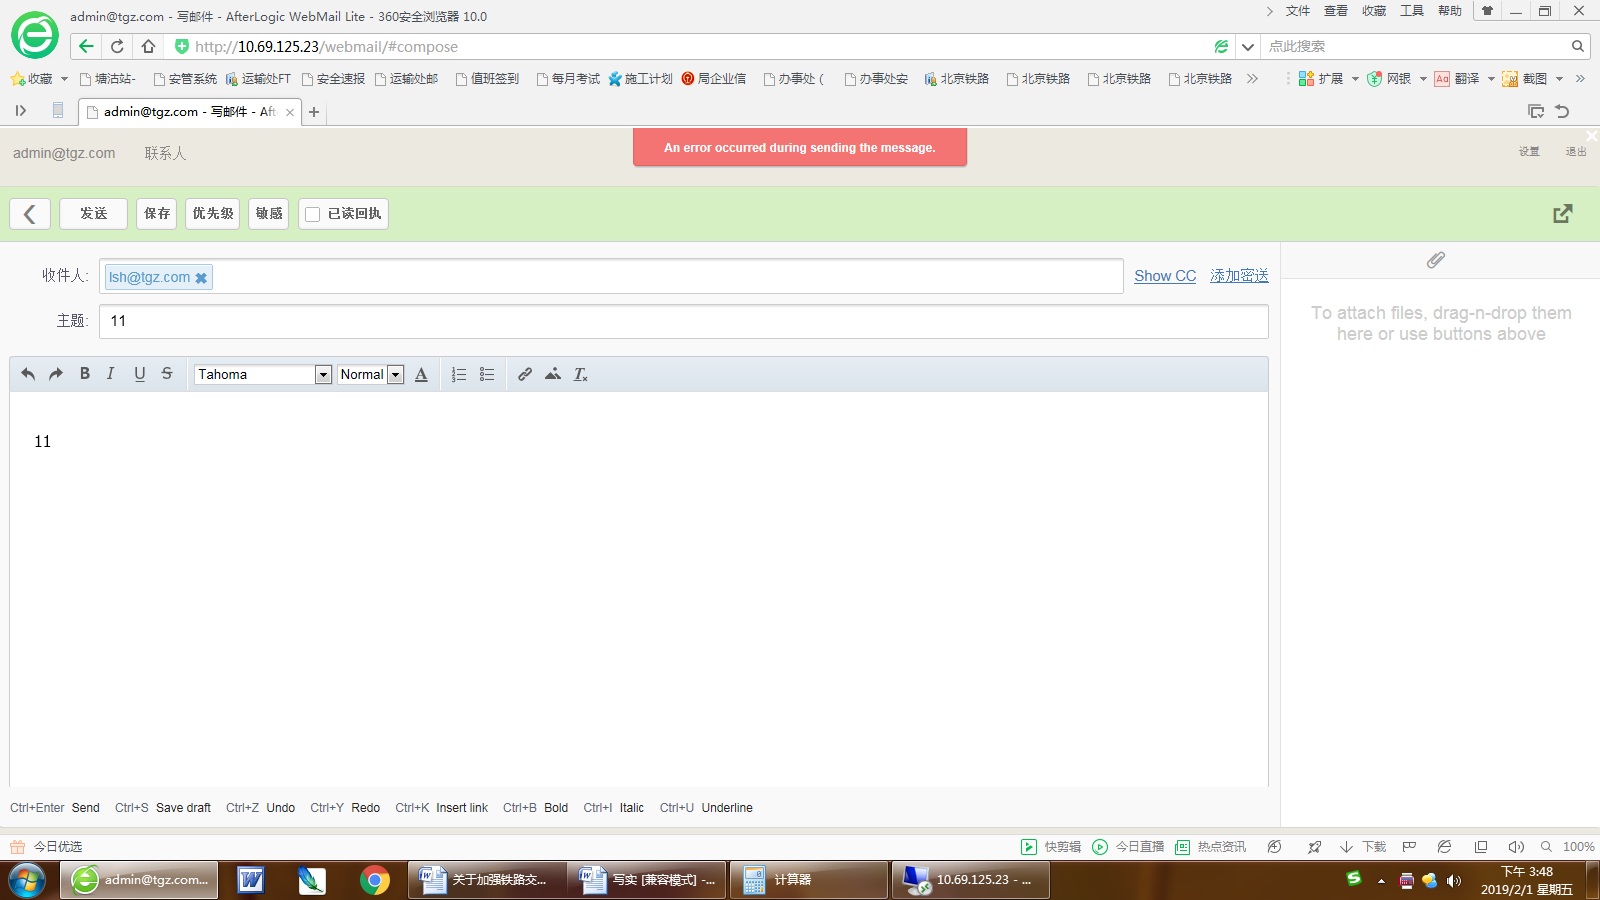 admin@tgz.com - 写邮件 - AfterLogic WebMail Lite - 360安全浏览器 10.0
文件 查看 收藏 工具 帮助
http://10.69.125.23/webmail/#compose
点此搜索
收藏 塘沽站- 安管系统 运输处FT 安全速报 运输处邮 值班签到 每月考试 施工计划 局企业信 办事处 ( 办事处安 北京铁路 北京铁路 北京铁路 北京铁路 扩展 网银 Aa 翻译 截图
admin@tgz.com - 写邮件 - Aft
admin@tgz.com 联系人
An error occurred during sending the message.
设置 退出
发送 保存 优先级 敏感 已读回执
收件人: lsh@tgz.com
Show CC 添加密送
主题: 11
To attach files, drag-n-drop them
here or use buttons above
B I U S Tahoma Normal A
11
Ctrl+Enter Send Ctrl+S Save draft Ctrl+Z Undo Ctrl+Y Redo Ctrl+K Insert link Ctrl+B Bold Ctrl+I Italic Ctrl+U Underline
今日优选
快剪辑 今日直播 热点资讯 下载 100%
admin@tgz.com... 关于加强铁路交... 写实 [兼容模式] -... 计算器 10.69.125.23 - ...
下午 3:48
2019/2/1 星期五